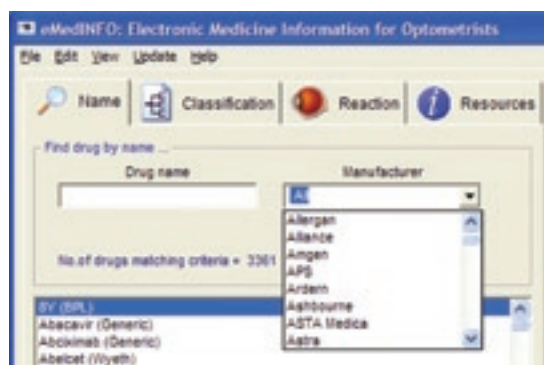 eMedINFO: Electronic Medicine Information for Optometrists
File Edit View Update Help
Name Classification Reaction Resources
Find drug by name ...
Drug name Manufacturer
All
Allergan
Alliance
Amgen
No.of drugs matching criteria = 3361
APS
Ardern
Ashbourne
ASTA Medica
Astra
(BPL)
Abacavir (Generic)
Abciximab (Generic)
Abelcet (Wyeth)